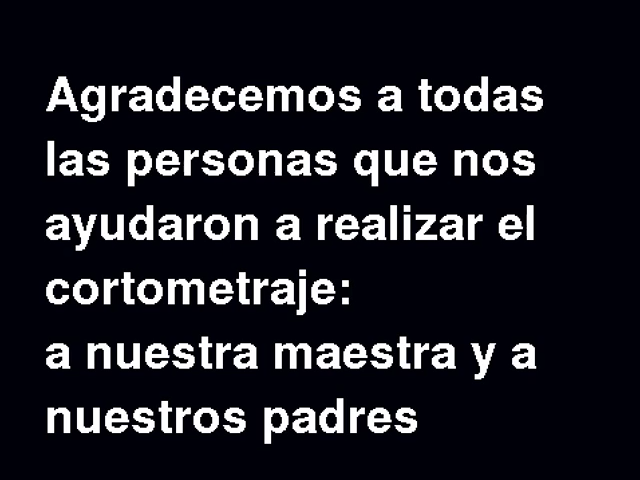 Agradecemos a todas
las personas que nos
ayudaron a realizar el
cortometraje:
a nuestra maestra y a
nuestros padres